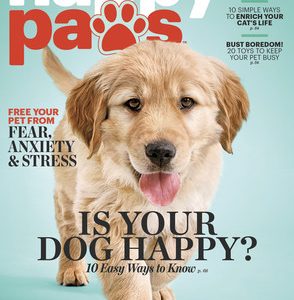 happy
paws
10 SIMPLE WAYS
TO ENRICH YOUR
CAT'S LIFE
BUST BOREDOM!
20 TOYS TO KEEP
YOUR PET BUSY
FREE YOUR
PET FROM
FEAR,
ANXIETY
& STRESS
IS YOUR
DOG HAPPY?
10 Easy Ways to Know